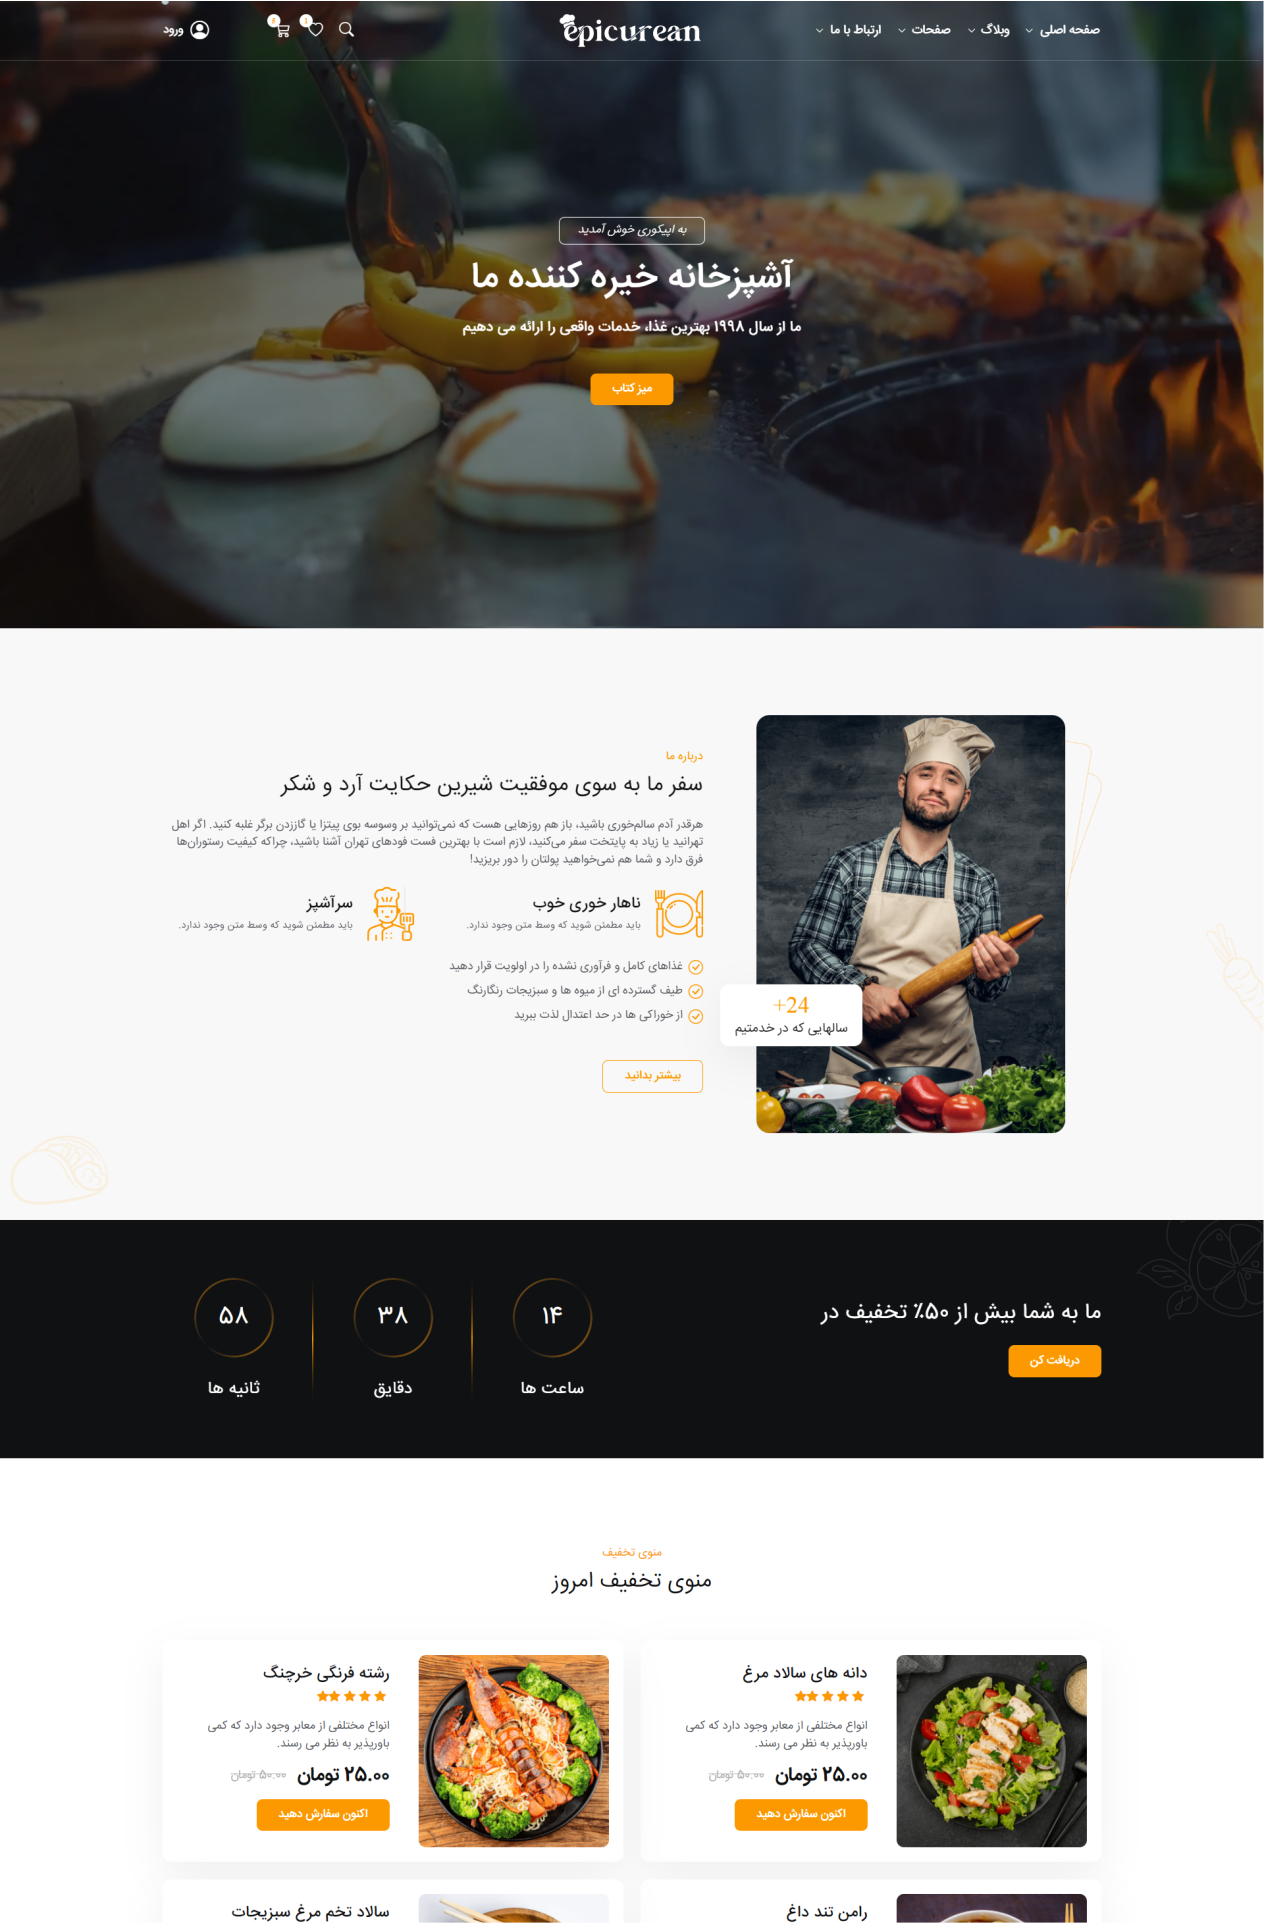 صفحه اصلی
وبلاگ
صفحات
ارتباط با ما
epicurean
ورود
به اپیکوری خوش آمدید
آشپزخانه خیره کننده ما
ما از سال ۱۹۹۸ بهترین غذا، خدمات واقعی را ارائه می دهیم
میز کتاب
درباره ما
سفر ما به سوی موفقیت شیرین حکایت آرد و شکر
هرقدر آدم سالم‌خوری باشید، باز هم روزهایی هست که نمی‌توانید بر وسوسه بوی پیتزا یا گاززدن برگر غلبه کنید. اگر اهل
تهرانید یا زیاد به پایتخت سفر می‌کنید، لازم است با بهترین فست فودهای تهران آشنا باشید، چراکه کیفیت رستوران‌ها
فرق دارد و شما هم نمی‌خواهید پولتان را دور بریزید!
ناهار خوری خوب
باید مطمئن شوید که وسط متن وجود ندارد.
سرآشپز
باید مطمئن شوید که وسط متن وجود ندارد.
غذاهای کامل و فرآوری نشده را در اولویت قرار دهید
طیف گسترده ای از میوه ها و سبزیجات رنگارنگ
از خوراکی ها در حد اعتدال لذت ببرید
بیشتر بدانید
+24
سالهایی که در خدمتیم
ما به شما بیش از ۵۰٪ تخفیف در
دریافت کن
۱۴
ساعت ها
۳۸
دقایق
۵۸
ثانیه ها
منوی تخفیف
منوی تخفیف امروز
دانه های سالاد مرغ
انواع مختلفی از معابر وجود دارد که کمی
باورپذیر به نظر می رسند.
۲۵.۰۰ تومان ۵۰.۰۰ تومان
اکنون سفارش دهید
رشته فرنگی خرچنگ
انواع مختلفی از معابر وجود دارد که کمی
باورپذیر به نظر می رسند.
۲۵.۰۰ تومان ۵۰.۰۰ تومان
اکنون سفارش دهید
رامن تند داغ
سالاد تخم مرغ سبزیجات